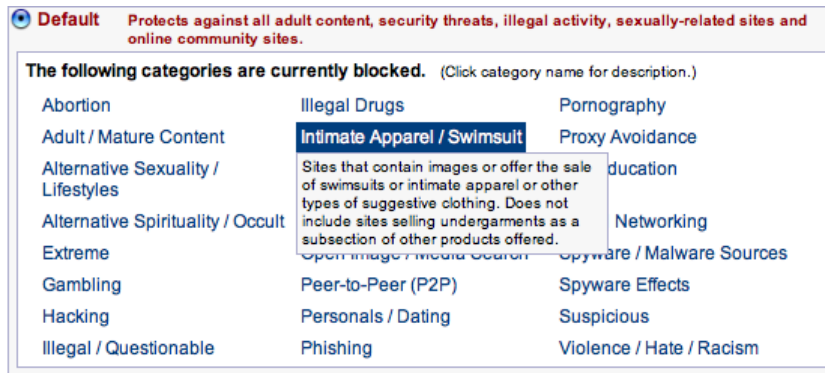 Default Protects against all adult content, security threats, illegal activity, sexually-related sites and
online community sites.
The following categories are currently blocked. (Click category name for description.)
Abortion
Adult / Mature Content
Alternative Sexuality /
Lifestyles
Alternative Spirituality / Occult
Extreme
Gambling
Hacking
Illegal / Questionable
Illegal Drugs
Intimate Apparel / Swimsuit
Sites that contain images or offer the sale
of swimsuits or intimate apparel or other
types of suggestive clothing. Does not
include sites selling undergarments as a
subsection of other products offered.
Open Image / Media Search
Peer-to-Peer (P2P)
Personals / Dating
Phishing
Pornography
Proxy Avoidance
Networking
Spyware / Malware Sources
Spyware Effects
Suspicious
Violence / Hate / Racism